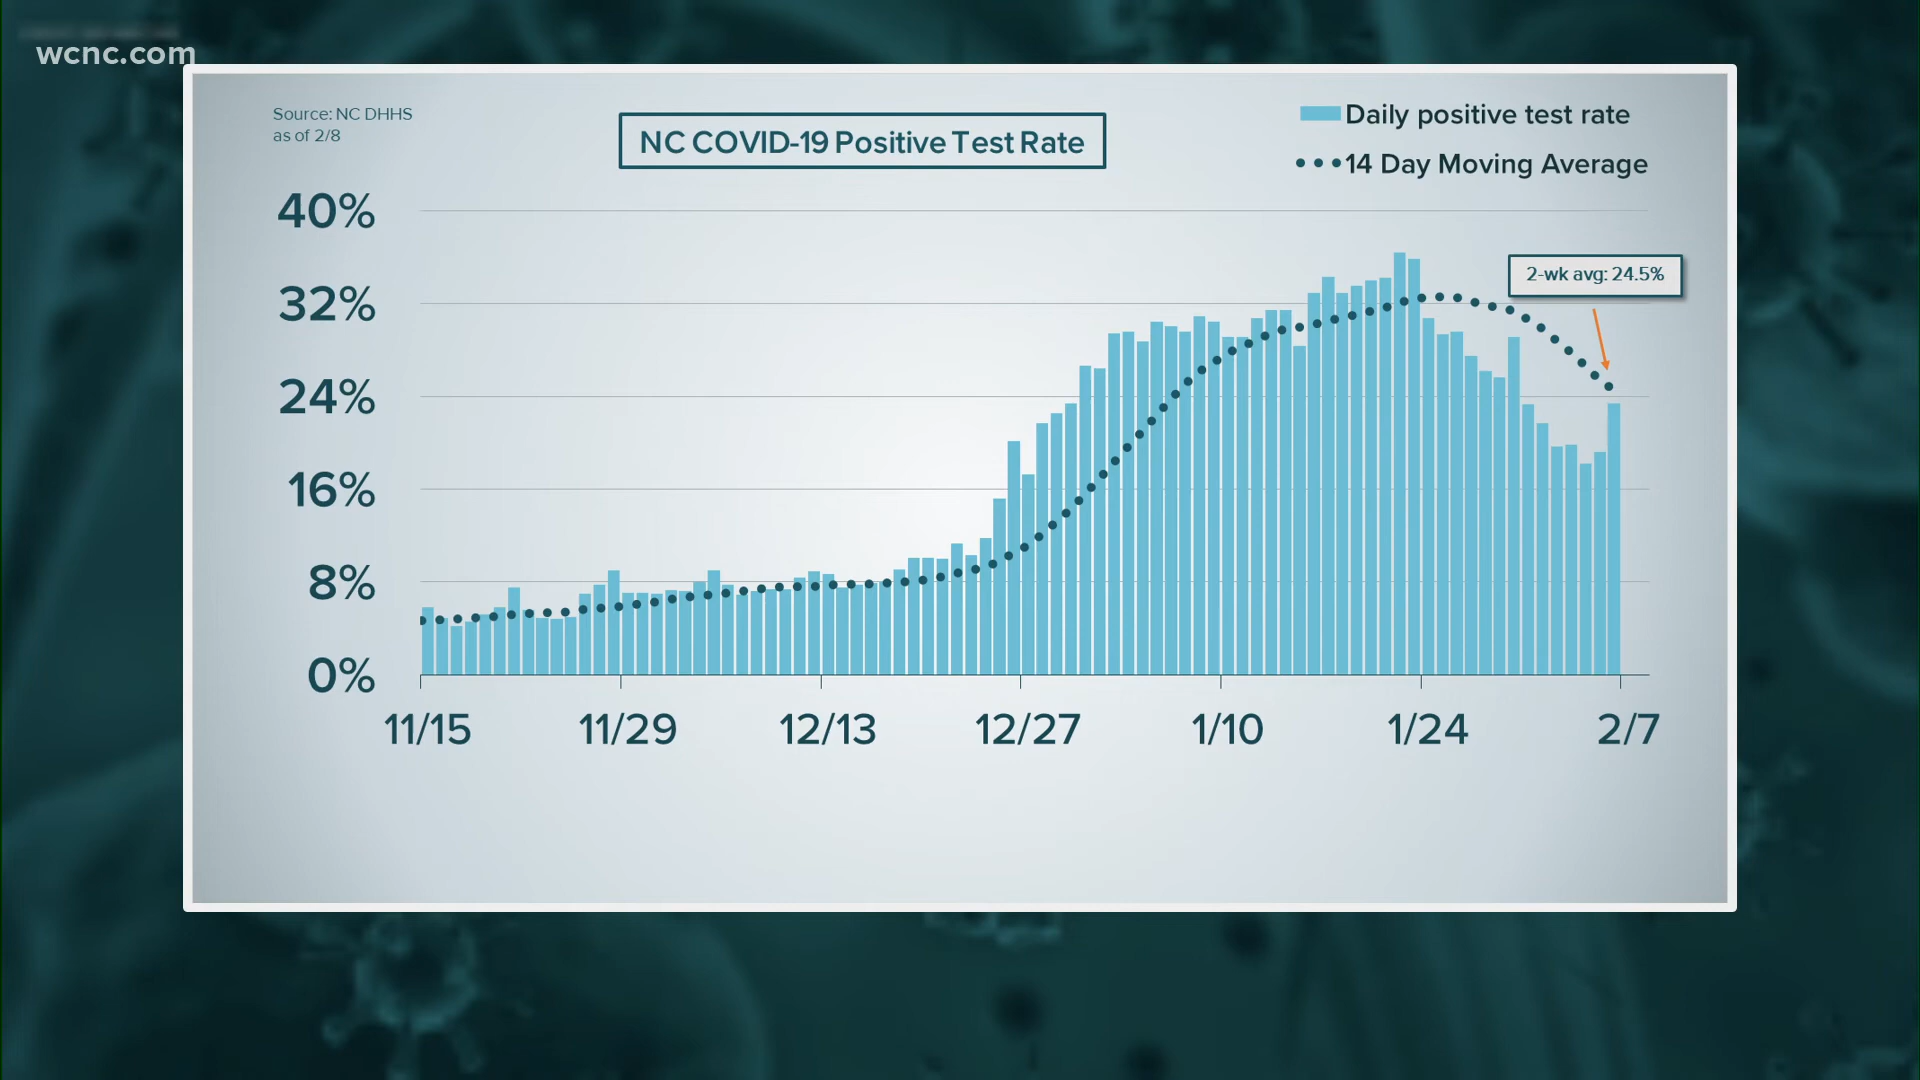 wcnc.com
Source: NC DHHS
as of 2/8
NC COVID-19 Positive Test Rate
Daily positive test rate
14 Day Moving Average
40%
32%
24%
16%
8%
0%
2-wk avg: 24.5%
11/15 11/29 12/13 12/27 1/10 1/24 2/7